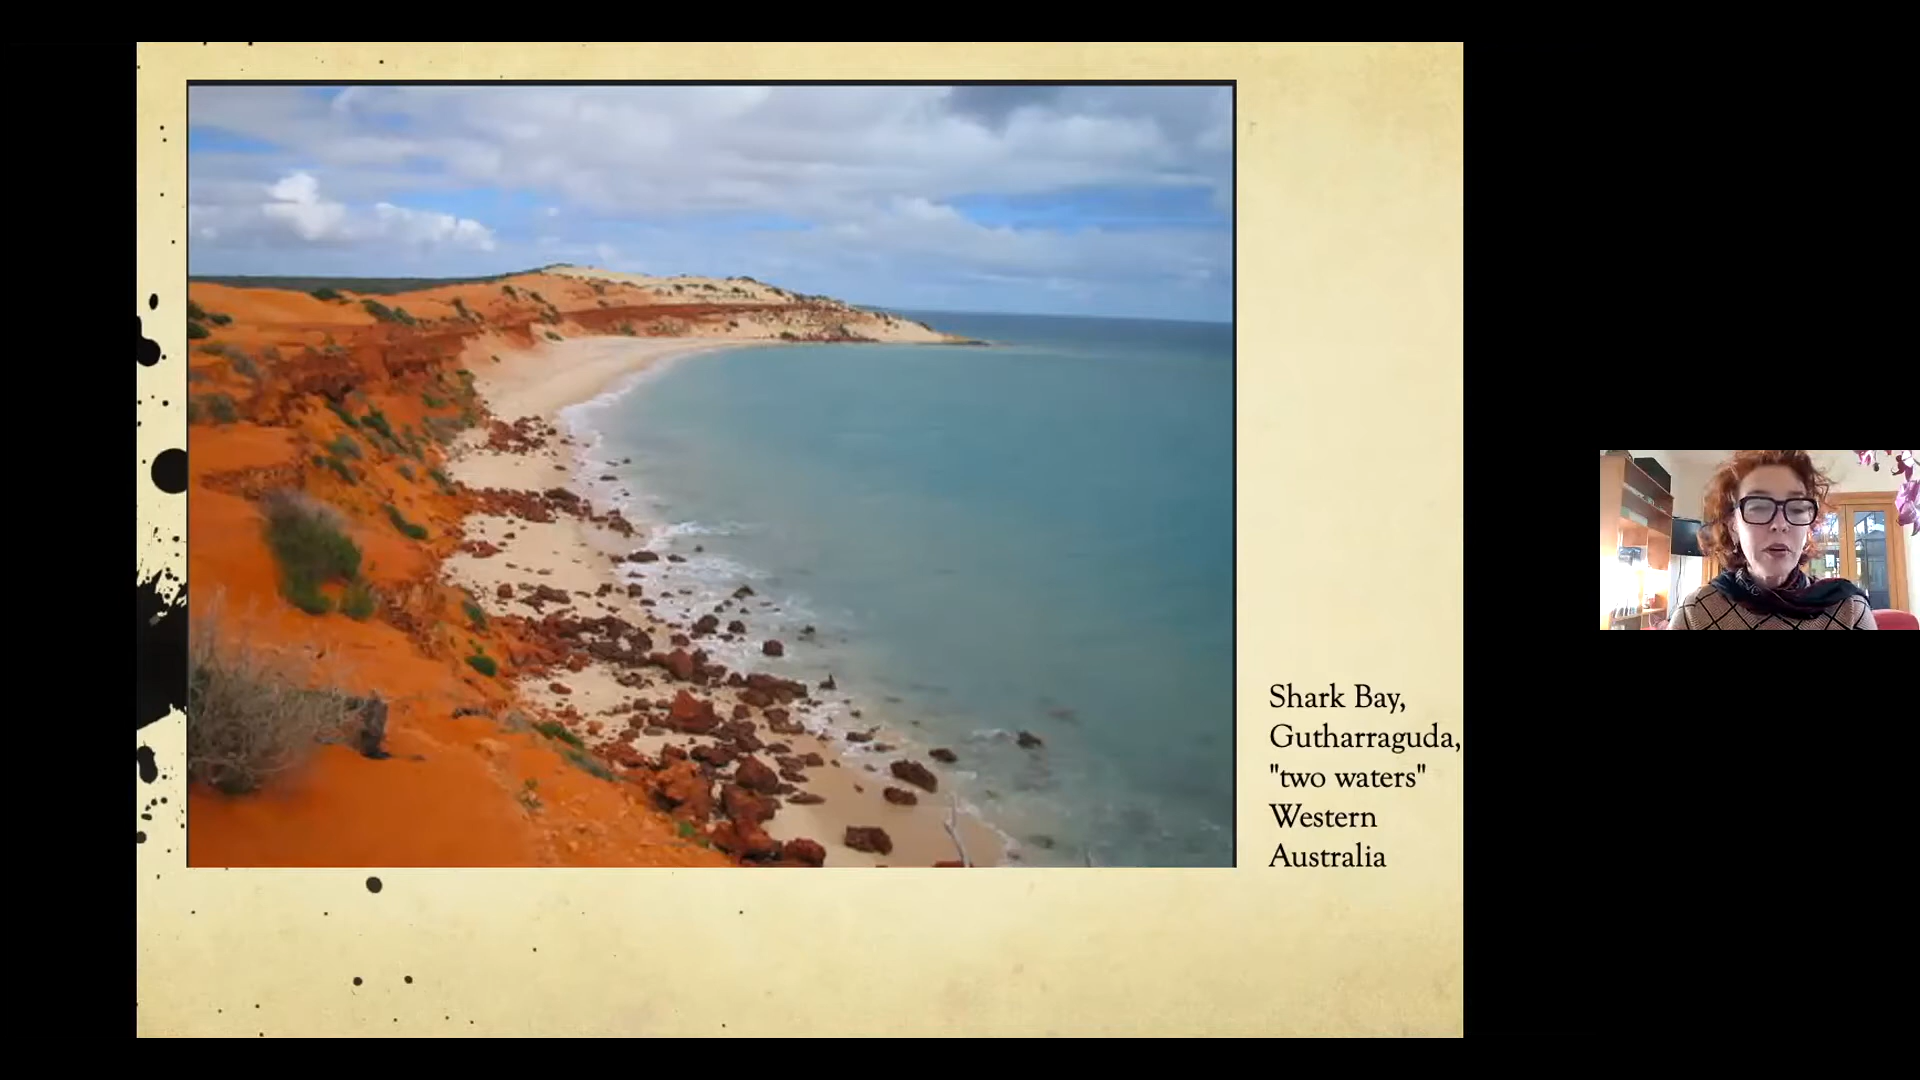 Shark Bay,
Gutharraguda,
"two waters"
Western
Australia